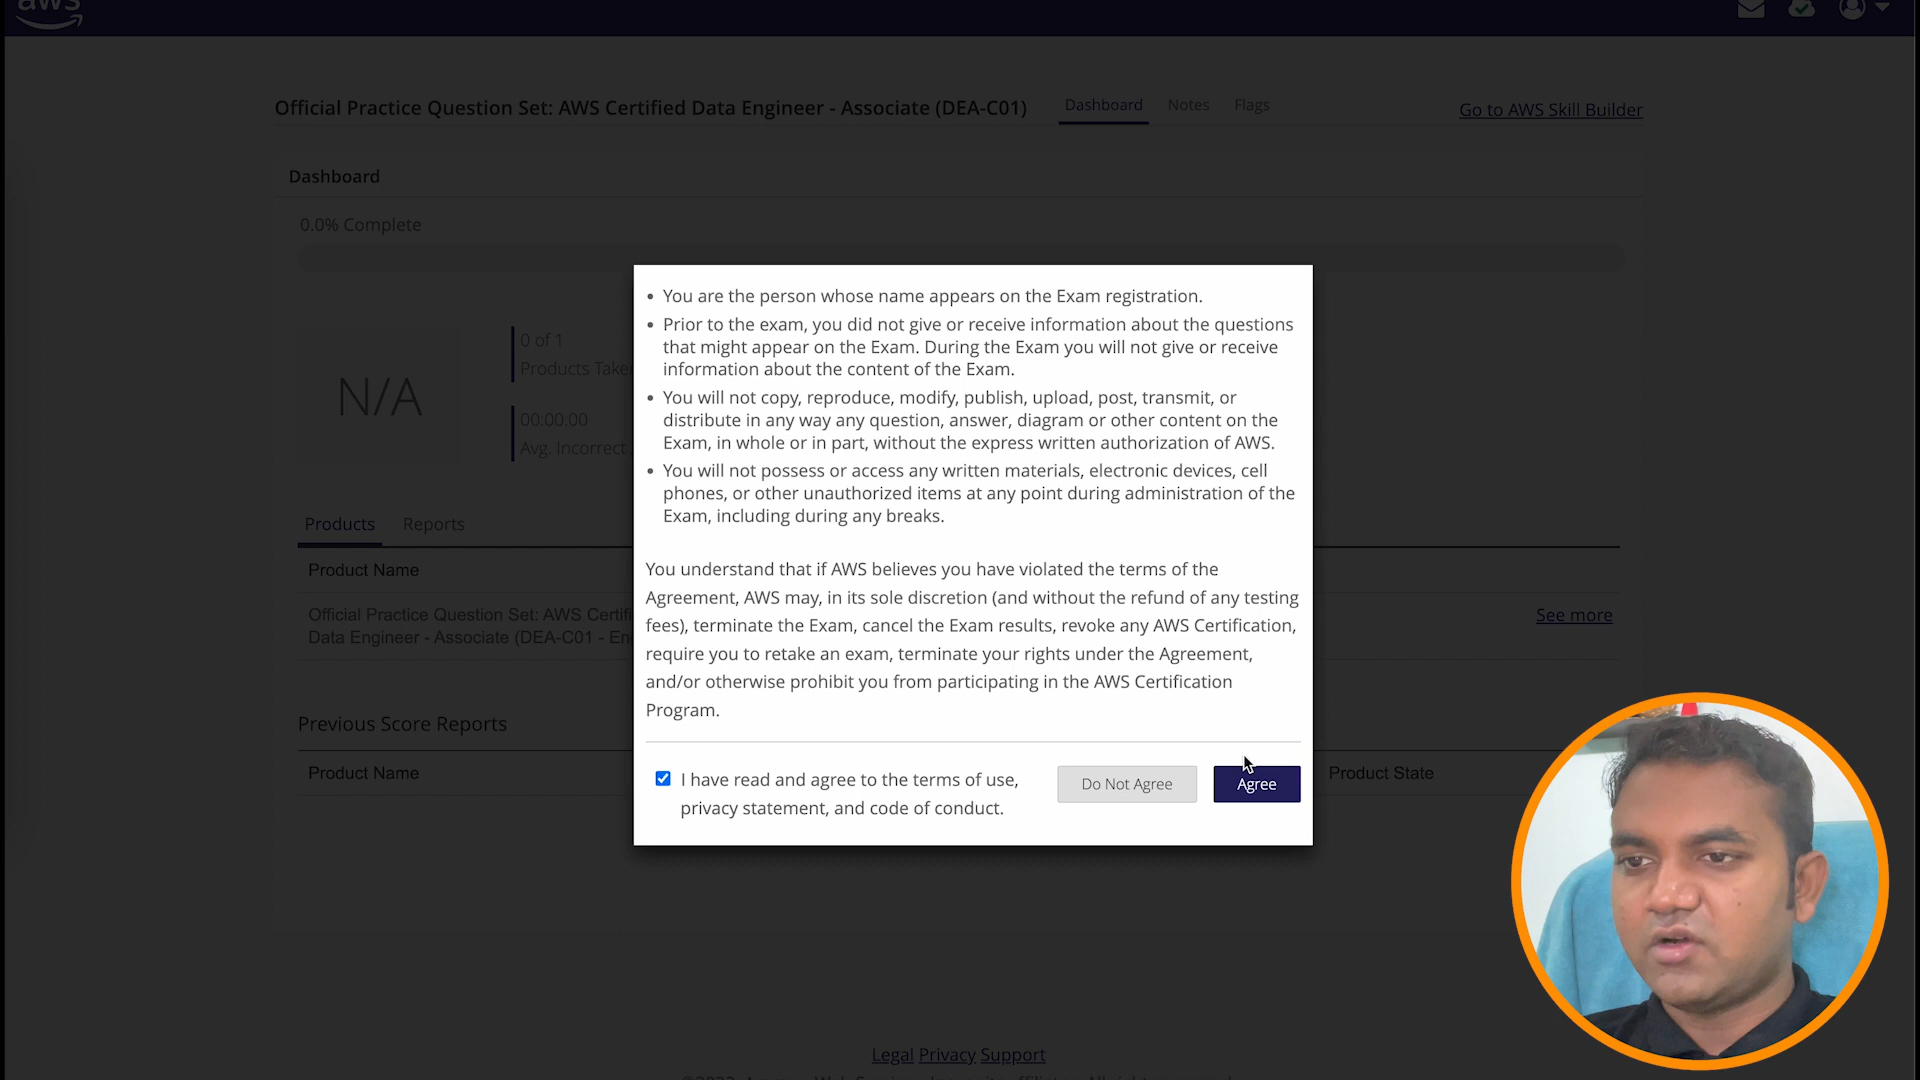 aws
Official Practice Question Set: AWS Certified Data Engineer - Associate (DEA-C01)
Dashboard
Notes
Flags
Go to AWS Skill Builder
Dashboard
0.0% Complete
N/A
0 of 1
Products Take
00:00.00
Avg. Incorrect
Products
Reports
Product Name
Official Practice Question Set: AWS Certifi
Data Engineer - Associate (DEA-C01 - En
See more
Previous Score Reports
Product Name
Product State
• You are the person whose name appears on the Exam registration.
• Prior to the exam, you did not give or receive information about the questions
that might appear on the Exam. During the Exam you will not give or receive
information about the content of the Exam.
• You will not copy, reproduce, modify, publish, upload, post, transmit, or
distribute in any way any question, answer, diagram or other content on the
Exam, in whole or in part, without the express written authorization of AWS.
• You will not possess or access any written materials, electronic devices, cell
phones, or other unauthorized items at any point during administration of the
Exam, including during any breaks.
You understand that if AWS believes you have violated the terms of the
Agreement, AWS may, in its sole discretion (and without the refund of any testing
fees), terminate the Exam, cancel the Exam results, revoke any AWS Certification,
require you to retake an exam, terminate your rights under the Agreement,
and/or otherwise prohibit you from participating in the AWS Certification
Program.
I have read and agree to the terms of use,
privacy statement, and code of conduct.
Do Not Agree
Agree
Legal Privacy Support